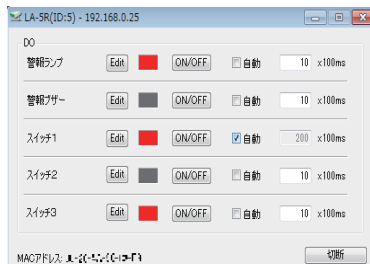 LA-5R(ID:5) - 192.168.0.25
DO
警報ランプ Edit ON/OFF 自動 10 x100ms
警報ブザー Edit ON/OFF 自動 10 x100ms
スイッチ1 Edit ON/OFF 自動 200 x100ms
スイッチ2 Edit ON/OFF 自動 10 x100ms
スイッチ3 Edit ON/OFF 自動 10 x100ms
MACアドレス: 切断